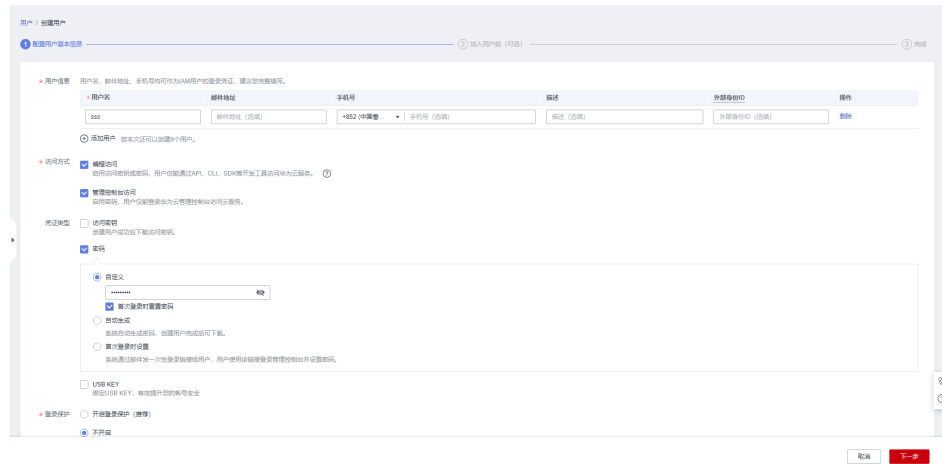 用户 / 创建用户
1 配置用户基本信息
2 加入用户组（可选）
3 完成
* 用户信息 用户名、邮件地址、手机号均可作为IAM用户的登录凭证，建议您完整填写。
* 用户名 邮件地址 手机号 描述 外部身份ID 操作
sss 邮件地址（选填） +852 (中国香... 手机号（选填） 描述（选填） 外部身份ID（选填） 删除
添加用户 您本次还可以创建9个用户。
* 访问方式 编程访问
启用访问密钥或密码，用户仅能通过API、CLI、SDK等开发工具访问华为云服务。
管理控制台访问
启用密码，用户仅能登录华为云管理控制台访问云服务。
凭证类型 访问密钥
创建用户成功后下载访问密钥。
密码
自定义
•••••••••
首次登录时重置密码
自动生成
系统自动生成密码，创建用户完成后可下载。
首次登录时设置
系统通过邮件发一次性登录链接给用户，用户使用该链接登录管理控制台并设置密码。
USB KEY
绑定USB KEY，有效提升您的帐号安全
* 登录保护 开启登录保护（推荐）
不开启
取消 下一步